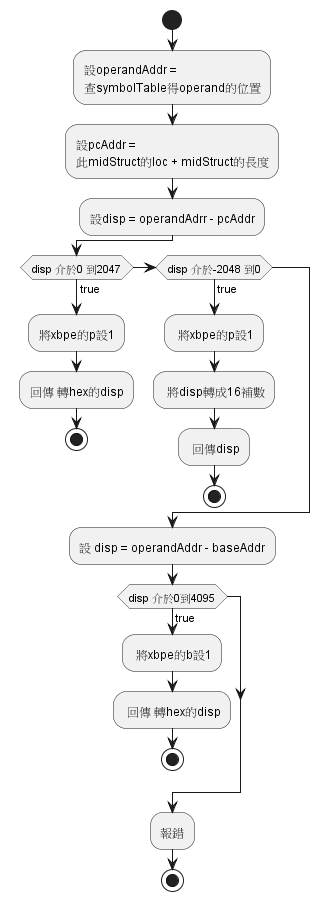 設operandAddr =
查symbolTable得operand的位置
設pcAddr =
此midStruct的loc + midStruct的長度
設disp = operandAdrr - pcAddr
disp 介於0 到2047
disp 介於-2048 到0
true
true
將xbpe的p設1
將xbpe的p設1
回傳 轉hex的disp
將disp轉成16補數
回傳disp
設 disp = operandAddr - baseAddr
disp 介於0到4095
true
將xbpe的b設1
回傳 轉hex的disp
報錯